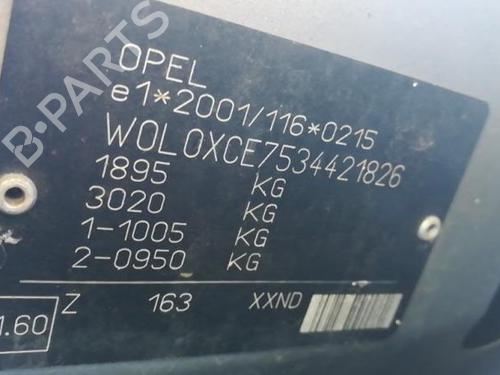 OPEL
e1*2001/116*0215
W0L0XCE7534421826
1895 KG
3020 KG
1-1005 KG
2-0950 KG
Z 163 XXND
1.60
B-PARTS